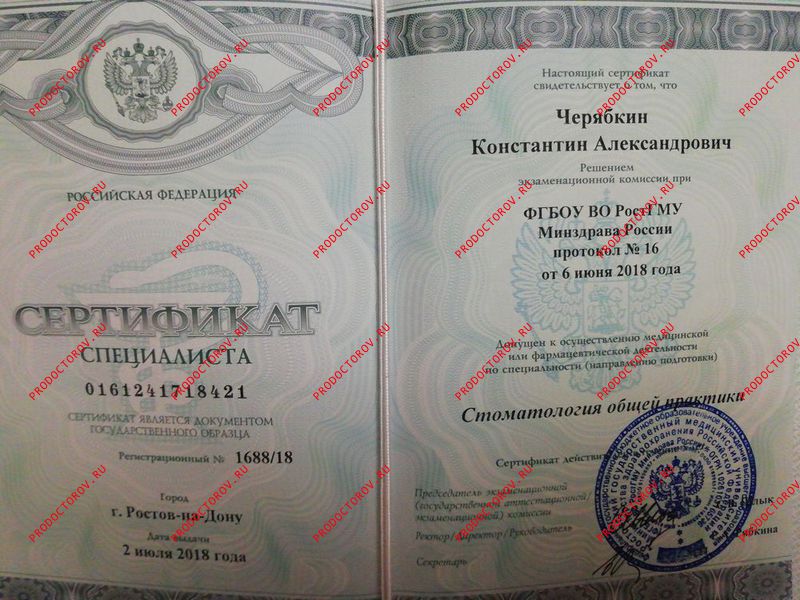 РОССИЙСКАЯ ФЕДЕРАЦИЯ
СЕРТИФИКАТ
СПЕЦИАЛИСТА
0161241718421
СЕРТИФИКАТ ЯВЛЯЕТСЯ ДОКУМЕНТОМ
ГОСУДАРСТВЕННОГО ОБРАЗЦА
Регистрационный № 1688/18
Город
г. Ростов-на-Дону
Дата выдачи
2 июля 2018 года
Настоящий сертификат
свидетельствует о том, что
Черябкин
Константин Александрович
Решением
экзаменационной комиссии при
ФГБОУ ВО РостГМУ
Минздрава России
протокол № 16
от 6 июня 2018 года
Допущен к осуществлению медицинской
или фармацевтической деятельности
по специальности (направлению подготовки)
Стоматология общей практики
Сертификат
Председатель экзаменационной
(государственной аттестационной/
экзаменационной) комиссии
Ректор/Директор/Руководитель
Секретарь
PRODOCTOROV.RU